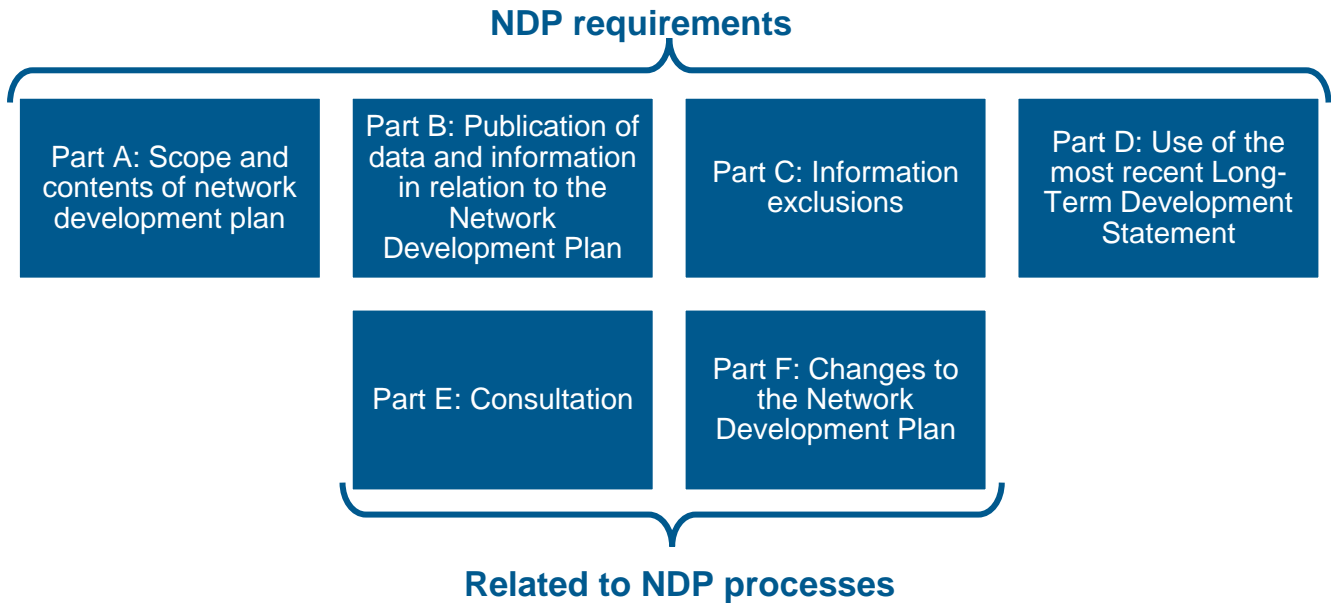 NDP requirements
Part A: Scope and
contents of network
development plan
Part B: Publication of
data and information
in relation to the
Network
Development Plan
Part C: Information
exclusions
Part D: Use of the
most recent Long-
Term Development
Statement
Part E: Consultation
Part F: Changes to
the Network
Development Plan
Related to NDP processes